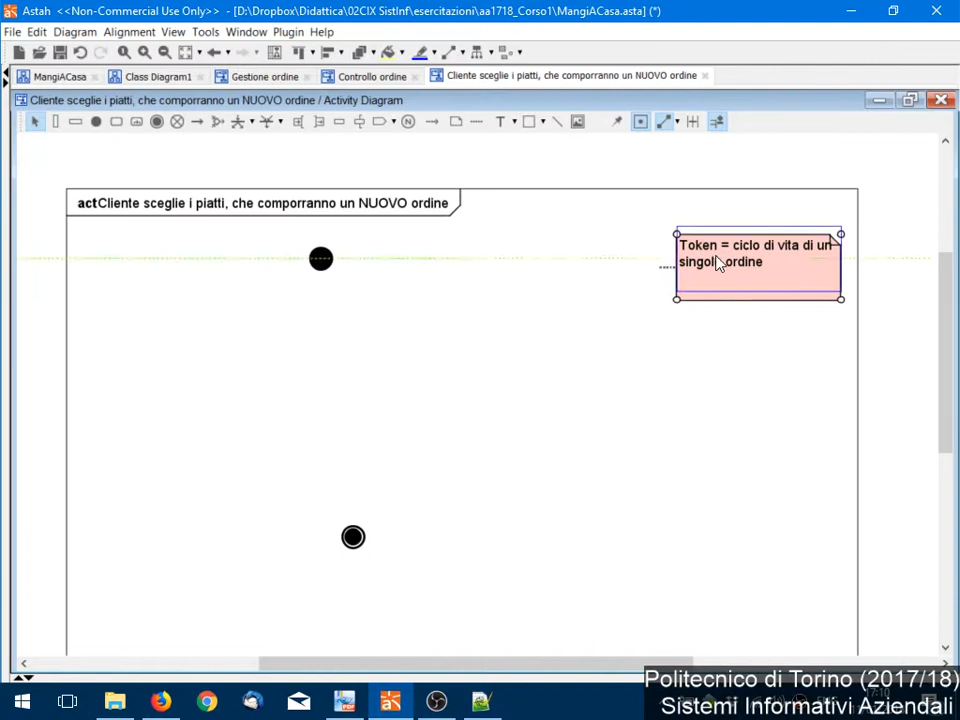 Astah <<Non-Commercial Use Only>> - [D:\Dropbox\Didattica\02CIX SistInf\esercitazioni\aa1718_Corso1\MangiACasa.asta] (*)
File Edit Diagram Alignment View Tools Window Plugin Help
MangiACasa Class Diagram1 Gestione ordine Controllo ordine Cliente sceglie i piatti, che comporranno un NUOVO ordine
Cliente sceglie i piatti, che comporranno un NUOVO ordine / Activity Diagram
N T
actCliente sceglie i piatti, che comporranno un NUOVO ordine
Token = ciclo di vita di un
singolo ordine
Politecnico di Torino (2017/18)
Sistemi Informativi Aziendali